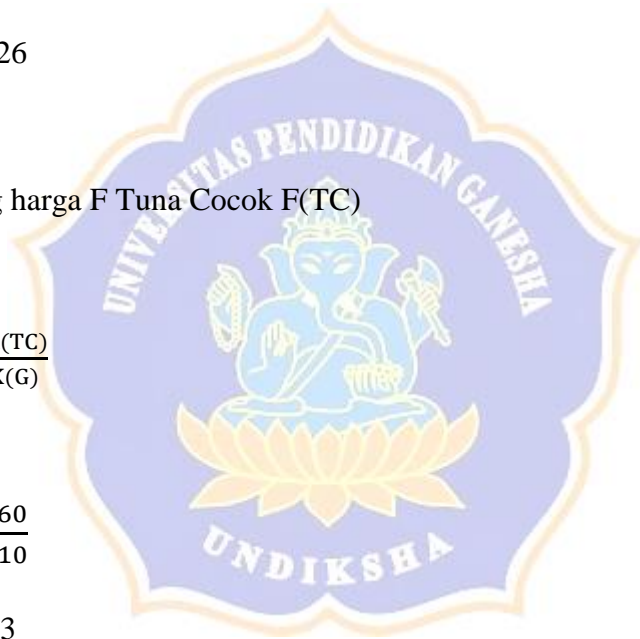 26
harga F Tuna Cocok F(TC)
(TC)
(G)
60
10
3
UNIVERSITAS PENDIDIKAN GANESHA
UNDIKSHA